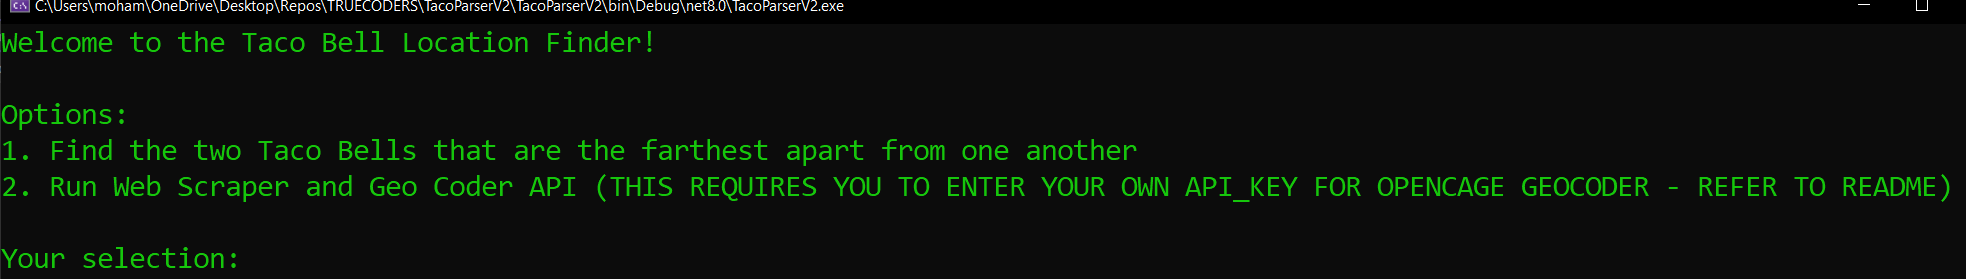 C:\Users\moham\OneDrive\Desktop\Repos\TRUECODERS\TacoParserV2\TacoParserV2\bin\Debug\net8.0\TacoParserV2.exe
Welcome to the Taco Bell Location Finder!
Options:
1. Find the two Taco Bells that are the farthest apart from one another
2. Run Web Scraper and Geo Coder API (THIS REQUIRES YOU TO ENTER YOUR OWN API_KEY FOR OPENCAGE GEOCODER - REFER TO README)
Your selection: